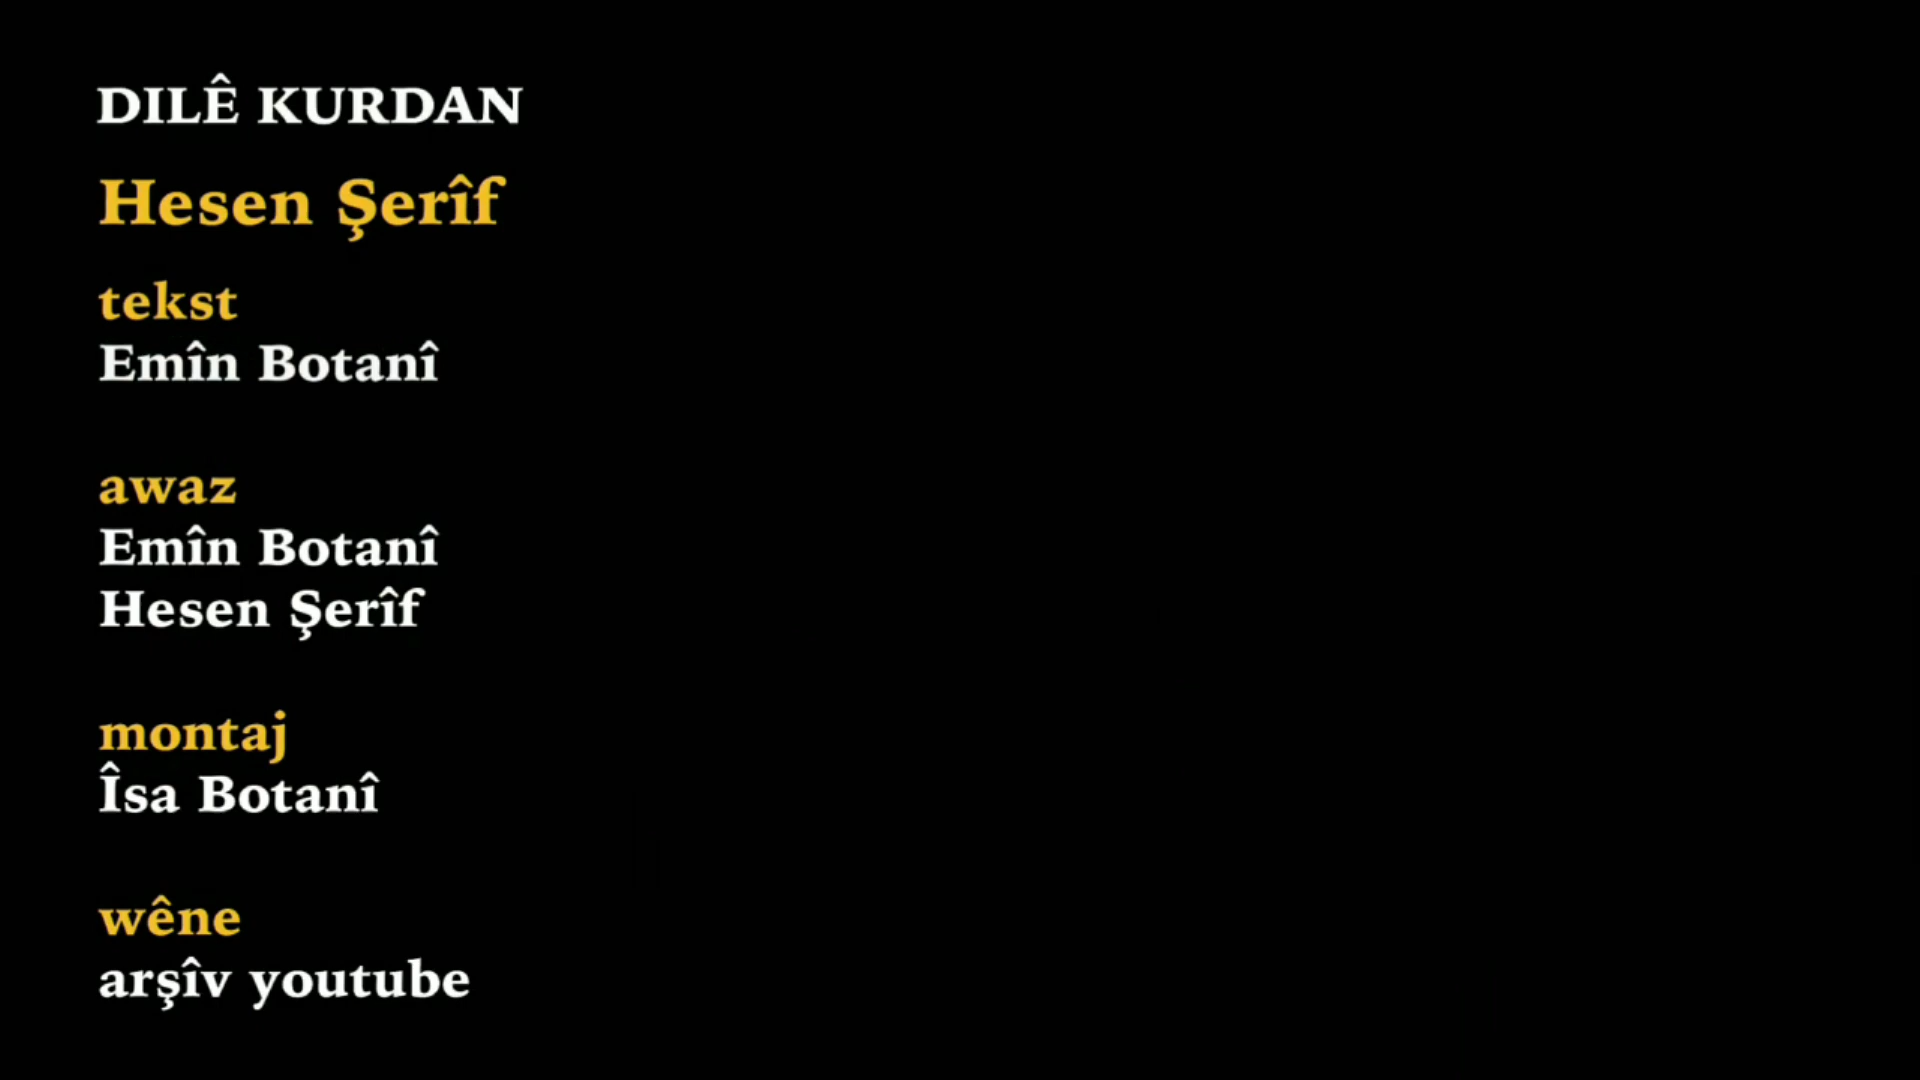 DILÊ KURDAN
Hesen Şerîf
tekst
Emîn Botanî
awaz
Emîn Botanî
Hesen Şerîf
montaj
Îsa Botanî
wêne
arşîv youtube